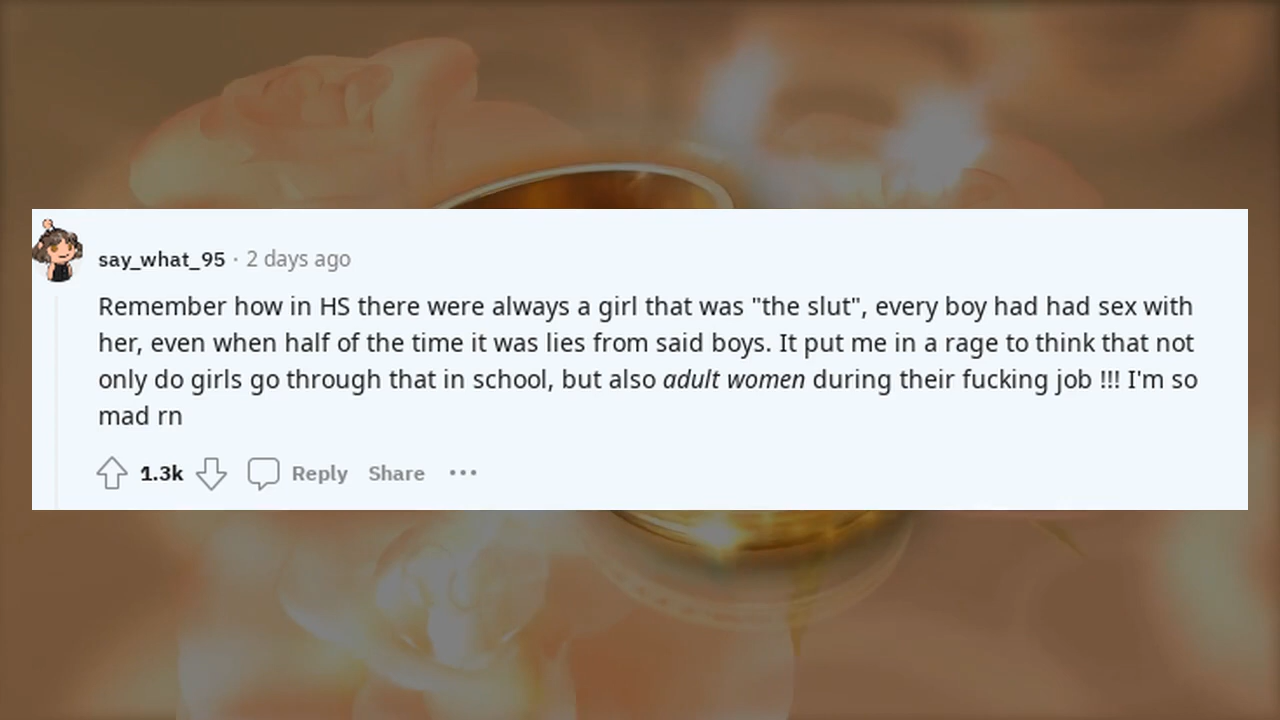 say_what_95 · 2 days ago
Remember how in HS there were always a girl that was "the slut", every boy had had sex with
her, even when half of the time it was lies from said boys. It put me in a rage to think that not
only do girls go through that in school, but also adult women during their fucking job !!! I'm so
mad rn
1.3k Reply Share ···